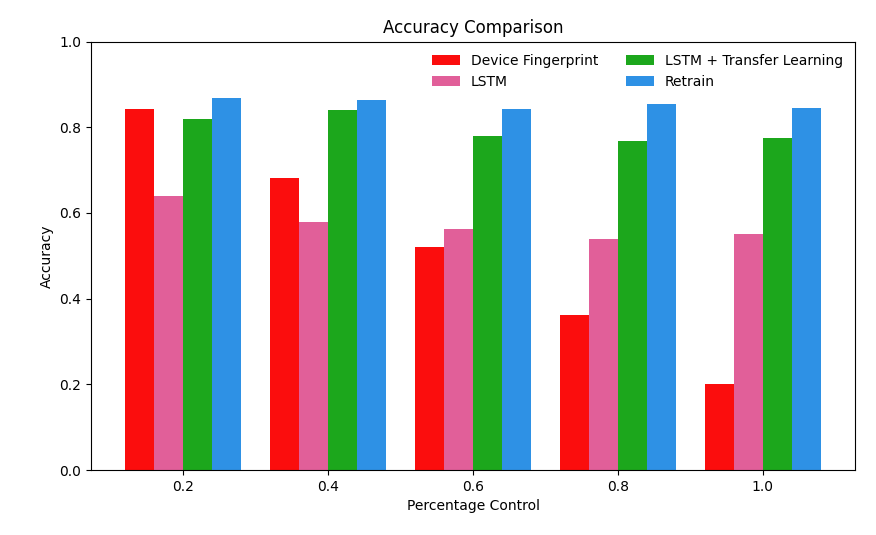 Accuracy Comparison
Device Fingerprint
LSTM
LSTM + Transfer Learning
Retrain
Accuracy
1.0
0.8
0.6
0.4
0.2
0.0
0.2 0.4 0.6 0.8 1.0
Percentage Control